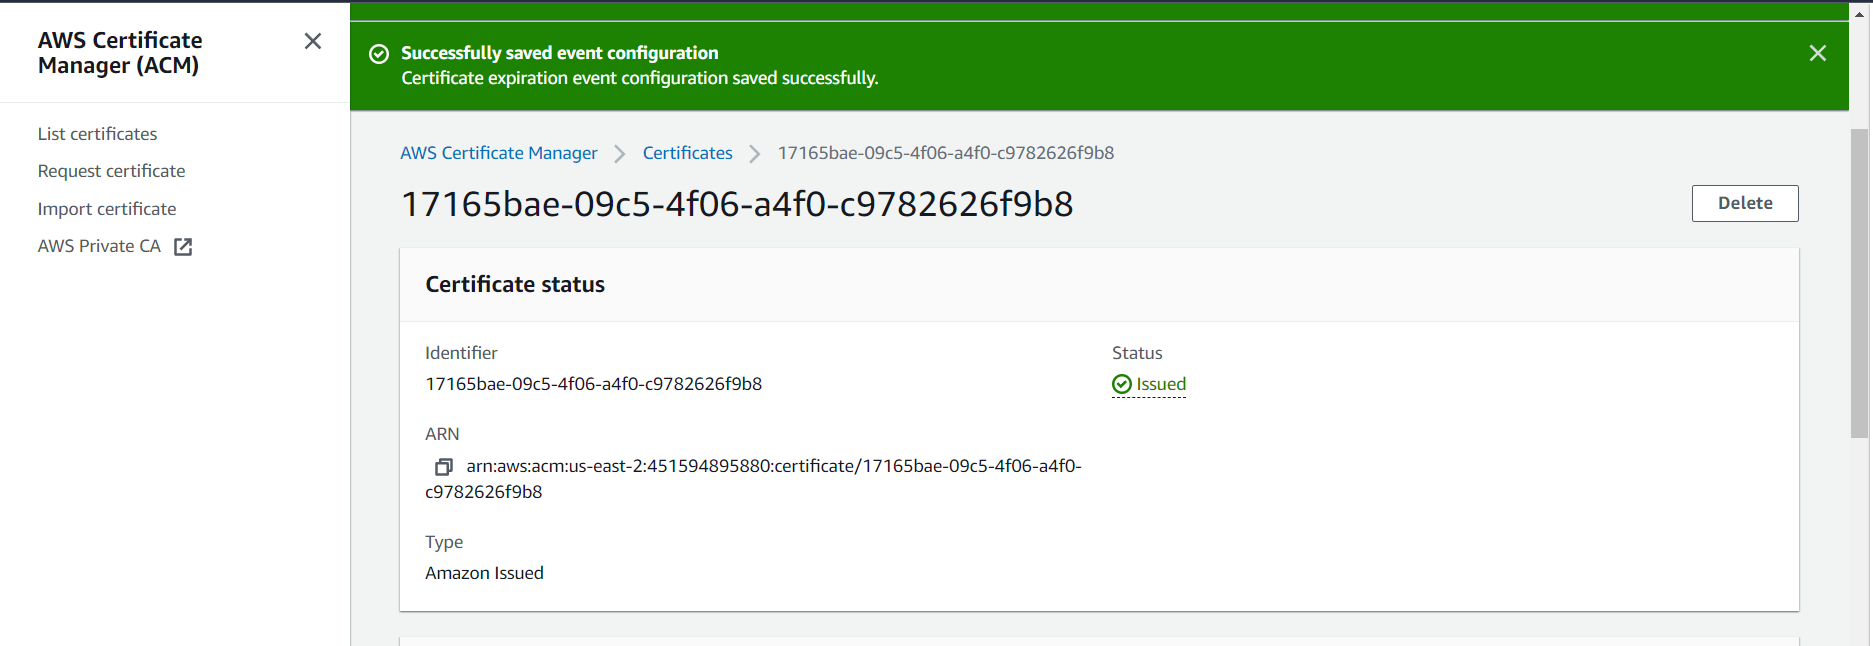 AWS Certificate
Manager (ACM)
List certificates
Request certificate
Import certificate
AWS Private CA
Successfully saved event configuration
Certificate expiration event configuration saved successfully.
AWS Certificate Manager
Certificates
17165bae-09c5-4f06-a4f0-c9782626f9b8
17165bae-09c5-4f06-a4f0-c9782626f9b8
Delete
Certificate status
Identifier
17165bae-09c5-4f06-a4f0-c9782626f9b8
Status
Issued
ARN
arn:aws:acm:us-east-2:451594895880:certificate/17165bae-09c5-4f06-a4f0-
c9782626f9b8
Type
Amazon Issued